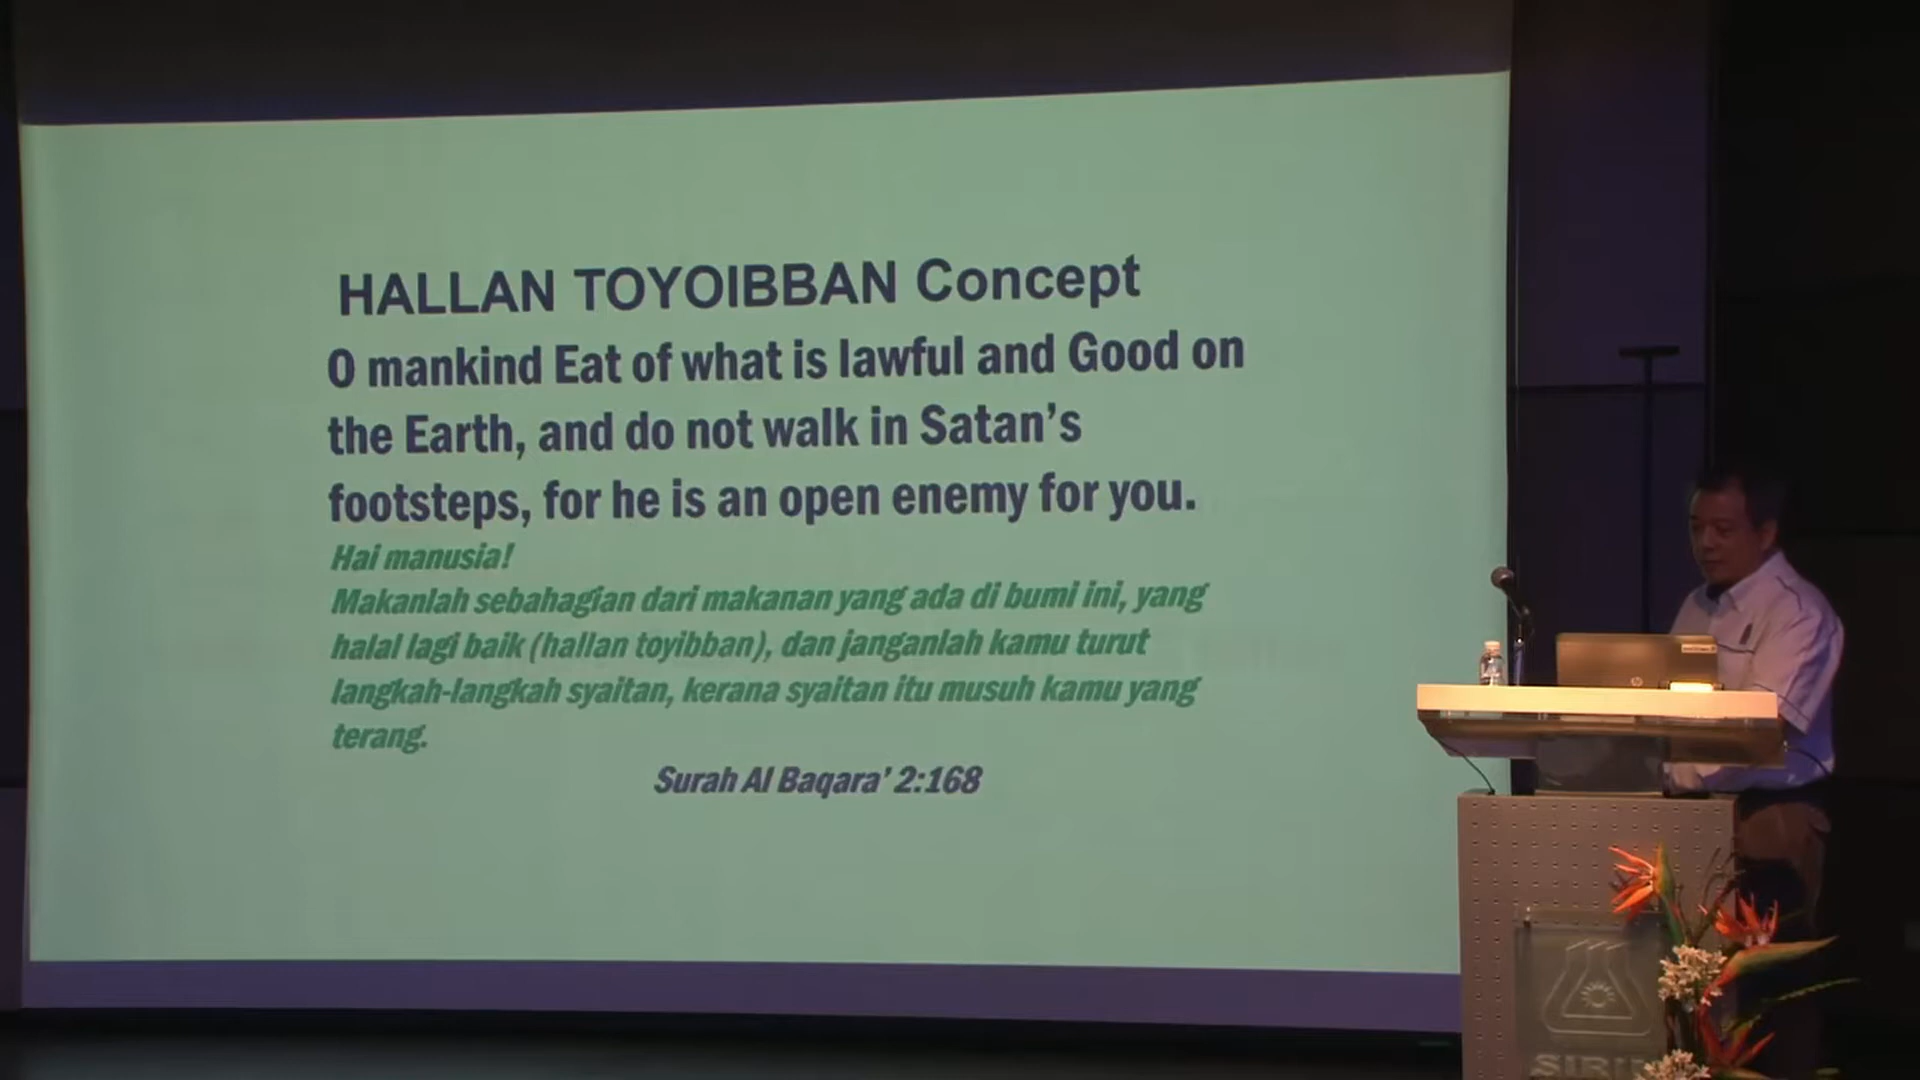 HALLAN TOYOIBBAN Concept
O mankind Eat of what is lawful and Good on
the Earth, and do not walk in Satan's
footsteps, for he is an open enemy for you.
Hai manusia!
Makanlah sebahagian dari makanan yang ada di bumi ini, yang
halal lagi baik (hallan toyibban), dan janganlah kamu turut
langkah-langkah syaitan, kerana syaitan itu musuh kamu yang
terang.
Surah Al Baqara' 2:168